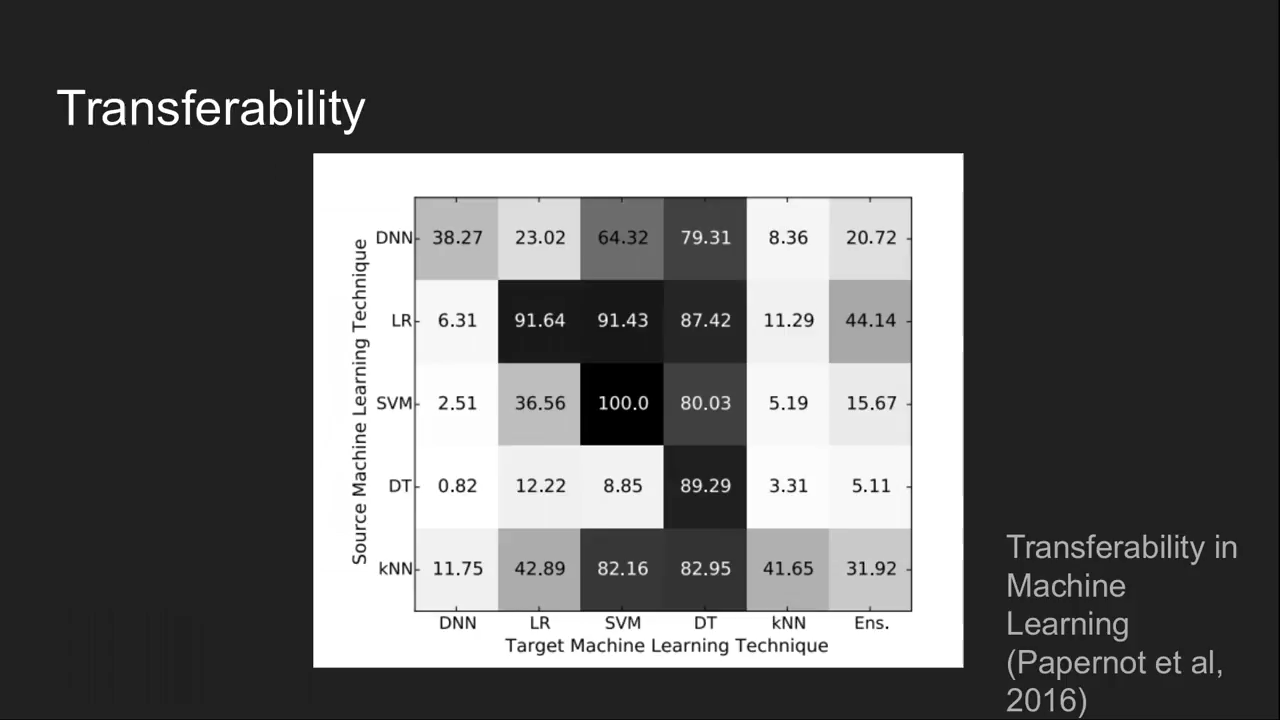 Transferability
Source Machine Learning Technique
DNN 38.27 23.02 64.32 79.31 8.36 20.72
LR 6.31 91.64 91.43 87.42 11.29 44.14
SVM 2.51 36.56 100.0 80.03 5.19 15.67
DT 0.82 12.22 8.85 89.29 3.31 5.11
kNN 11.75 42.89 82.16 82.95 41.65 31.92
DNN LR SVM DT kNN Ens.
Target Machine Learning Technique
Transferability in
Machine
Learning
(Papernot et al,
2016)